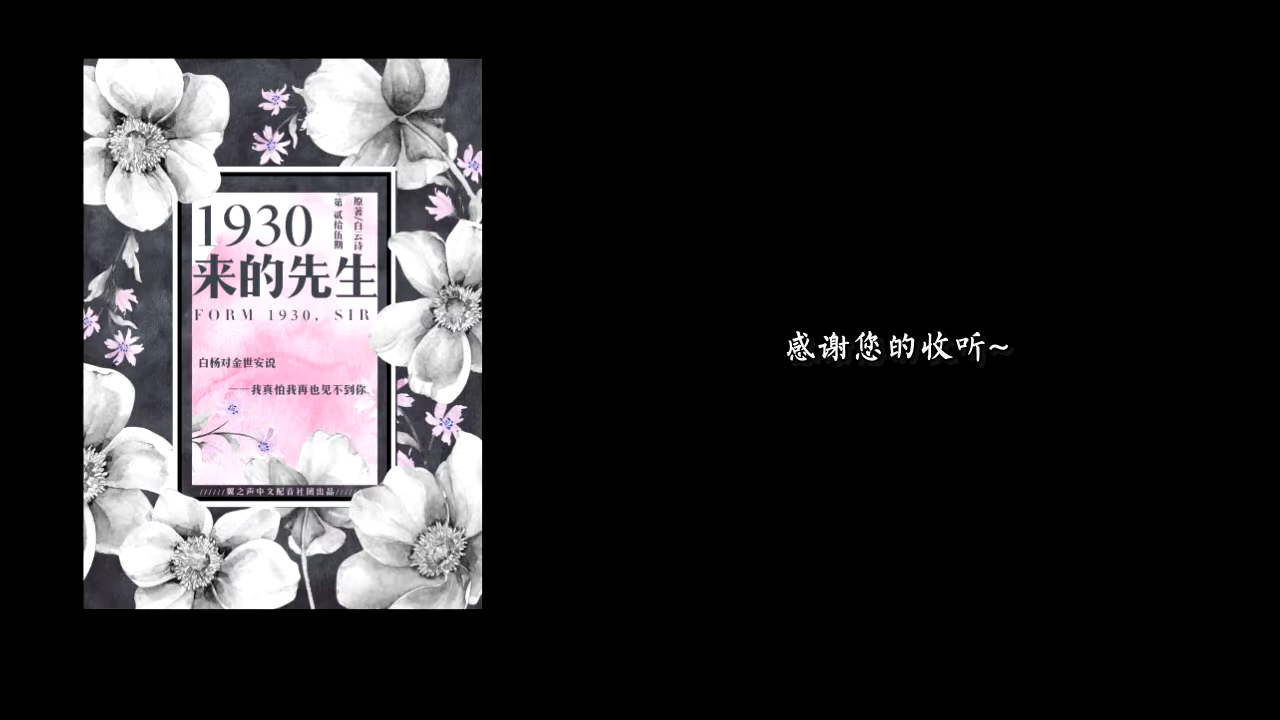 1930
来的先生
FORM 1930, SIR
原著/白云诗
第贰拾伍期
白杨对金世安说
——我真怕我再也见不到你
//////翼之声中文配音社团出品//////
感谢您的收听~